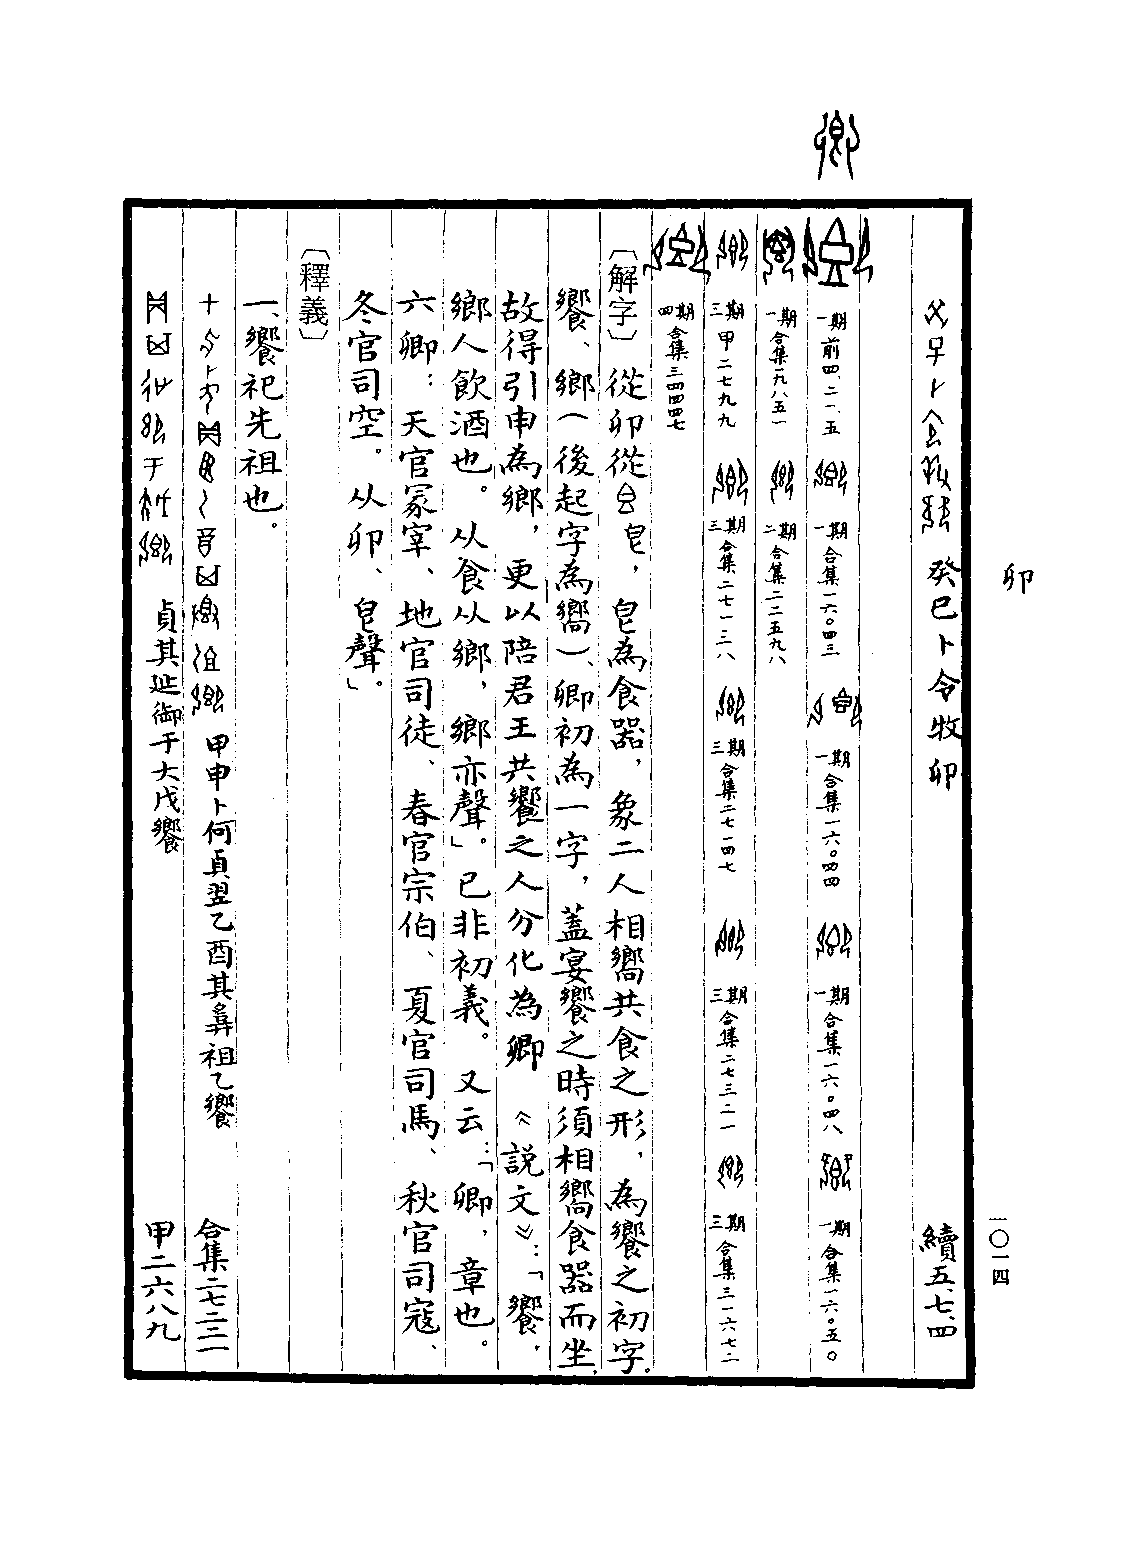 卯
一〇一四
癸巳卜令牧卯 續五、七、四
卿
一期 前四、二一、五 一期 合集一六〇四三 一期 合集一六〇四四 一期 合集一六〇四八 一期 合集一六〇五〇
一期 合集一九八五一 二期 合集二二五九八
三期 甲二七九九 三期 合集二七一三八 三期 合集二七一四七 三期 合集二七三二一 三期 合集三一六七二
四期 合集三四四四七
〔解字〕從卯從皀，皀為食器，象二人相嚮共食之形，為饗之初字．
饗、鄉（後起字為嚮）、卿初為一字，蓋宴饗之時須相嚮食器而坐，
故得引申為鄉，更以陪君王共饗之人分化為卿 《說文》：「饗，
鄉人飲酒也。从食从鄉，鄉亦聲」。已非初義。又云：「卿，章也。
六卿：天官冢宰、地官司徒、春官宗伯、夏官司馬、秋官司寇、
冬官司空。从卯、皀聲」。
〔釋義〕
一、饗祀先祖也．
甲申卜何貞翌乙酉其彝祖乙饗 合集二七二二一
貞其延御于大戊饗 甲二六八九